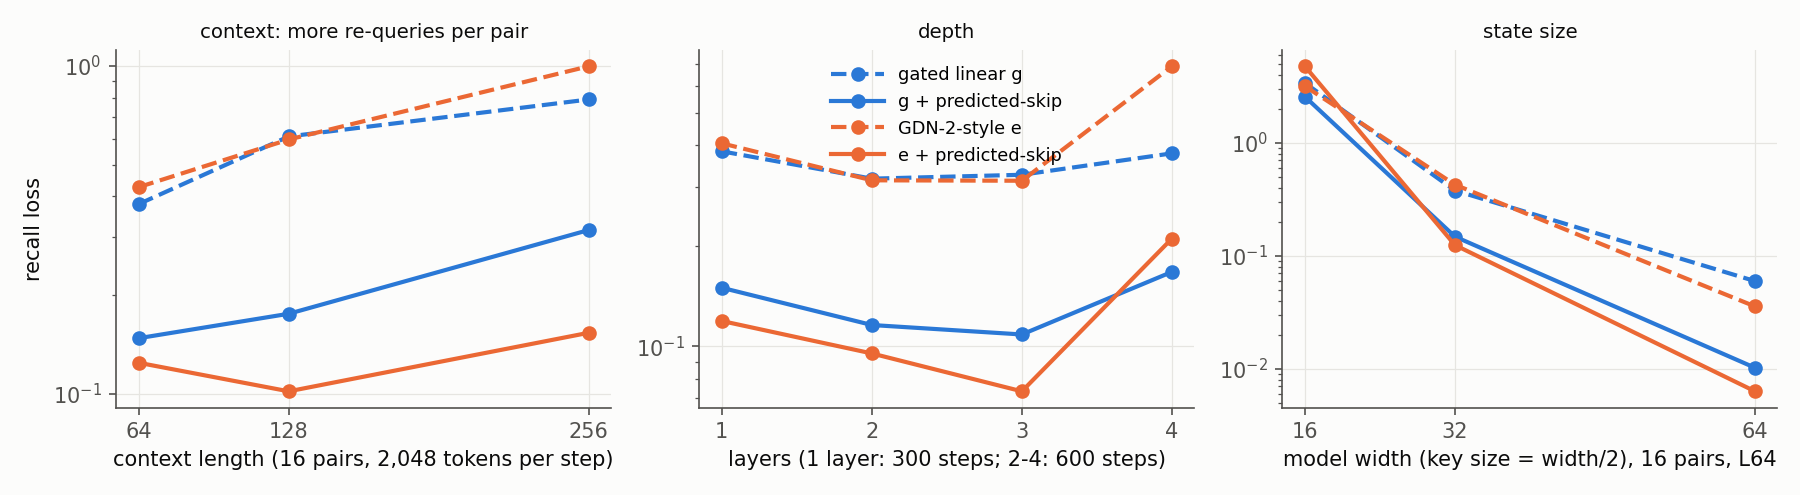 context: more re-queries per pair
recall loss
10⁰
10⁻¹
64 128 256
context length (16 pairs, 2,048 tokens per step)
depth
gated linear g
g + predicted-skip
GDN-2-style e
e + predicted-skip
10⁻¹
1 2 3 4
layers (1 layer: 300 steps; 2-4: 600 steps)
state size
10⁰
10⁻¹
10⁻²
16 32 64
model width (key size = width/2), 16 pairs, L64